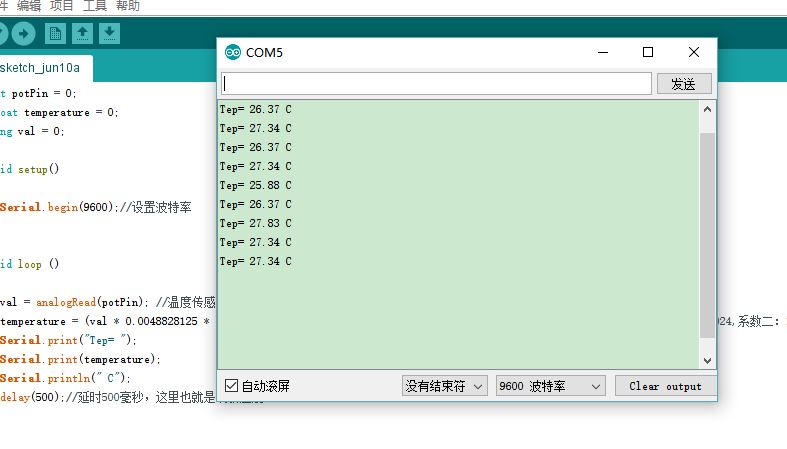 件 编辑 项目 工具 帮助
sketch_jun10a
t potPin = 0;
oat temperature = 0;
ng val = 0;
id setup()
Serial.begin(9600);//设置波特率
id loop ()
val = analogRead(potPin); //温度传感
temperature = (val * 0.0048828125 *
24,系数二:
Serial.print("Tep= ");
Serial.print(temperature);
Serial.println(" C");
delay(500);//延时500毫秒，这里也就是
COM5
发送
Tep= 26.37 C
Tep= 27.34 C
Tep= 26.37 C
Tep= 27.34 C
Tep= 25.88 C
Tep= 26.37 C
Tep= 27.83 C
Tep= 27.34 C
Tep= 27.34 C
自动滚屏
没有结束符
9600 波特率
Clear output